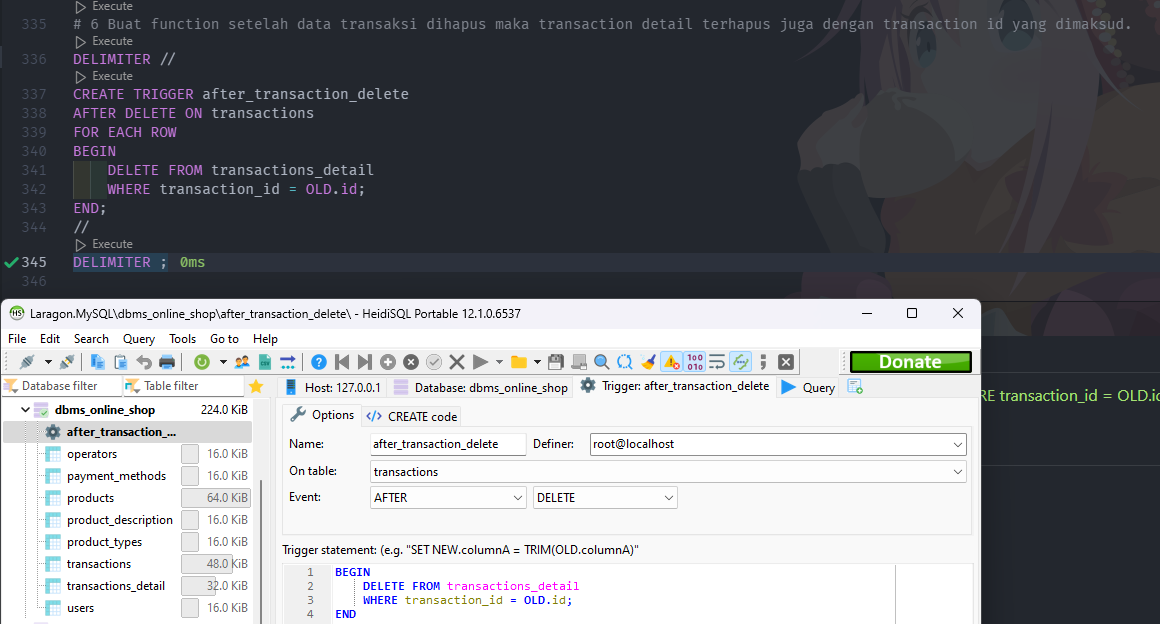 Execute
335 # 6 Buat function setelah data transaksi dihapus maka transaction detail terhapus juga dengan transaction id yang dimaksud.
Execute
336 DELIMITER //
Execute
337 CREATE TRIGGER after_transaction_delete
338 AFTER DELETE ON transactions
339 FOR EACH ROW
340 BEGIN
341 DELETE FROM transactions_detail
342 WHERE transaction_id = OLD.id;
343 END;
344 //
Execute
345 DELIMITER ; 0ms
346
HS Laragon.MySQL\dbms_online_shop\after_transaction_delete\ - HeidiSQL Portable 12.1.0.6537
File Edit Search Query Tools Go to Help
Donate
Database filter Table filter Host: 127.0.0.1 Database: dbms_online_shop Trigger: after_transaction_delete Query
RE transaction_id = OLD.id
dbms_online_shop 224.0 KiB
after_transaction_...
operators 16.0 KiB
payment_methods 16.0 KiB
products 64.0 KiB
product_description 16.0 KiB
product_types 16.0 KiB
transactions 48.0 KiB
transactions_detail 32.0 KiB
users 16.0 KiB
Options CREATE code
Name: after_transaction_delete Definer: root@localhost
On table: transactions
Event: AFTER DELETE
Trigger statement: (e.g. "SET NEW.columnA = TRIM(OLD.columnA)"
1 BEGIN
2 DELETE FROM transactions_detail
3 WHERE transaction_id = OLD.id;
4 END